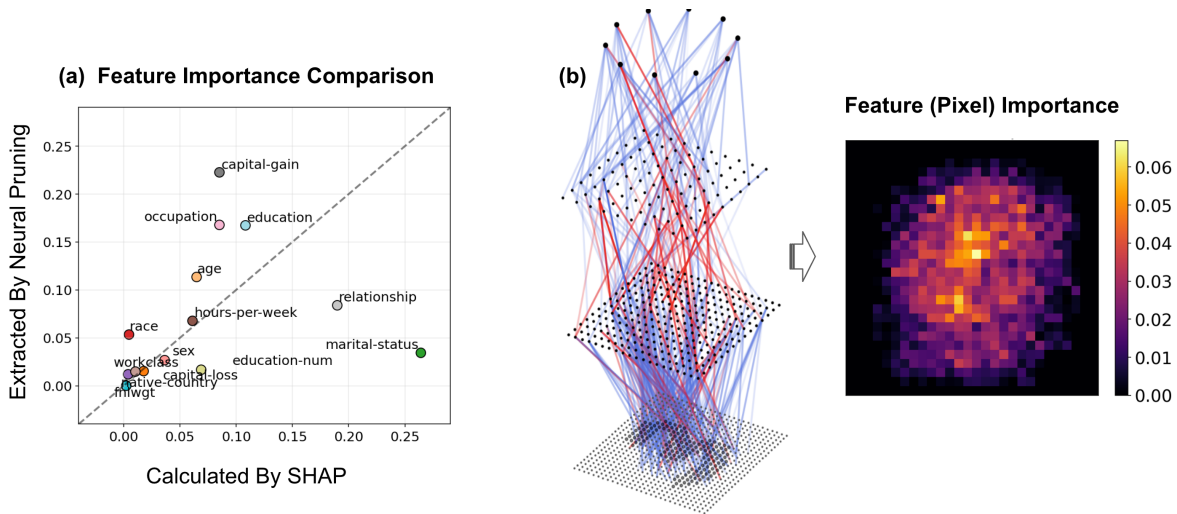 (a) Feature Importance Comparison
Extracted By Neural Pruning
0.25
0.20
0.15
0.10
0.05
0.00
capital-gain
occupation
education
age
relationship
hours-per-week
race
marital-status
sex
workclass
education-num
capital-loss
native-country
fnlwgt
0.00 0.05 0.10 0.15 0.20 0.25
Calculated By SHAP
(b)
Feature (Pixel) Importance
0.06
0.05
0.04
0.03
0.02
0.01
0.00